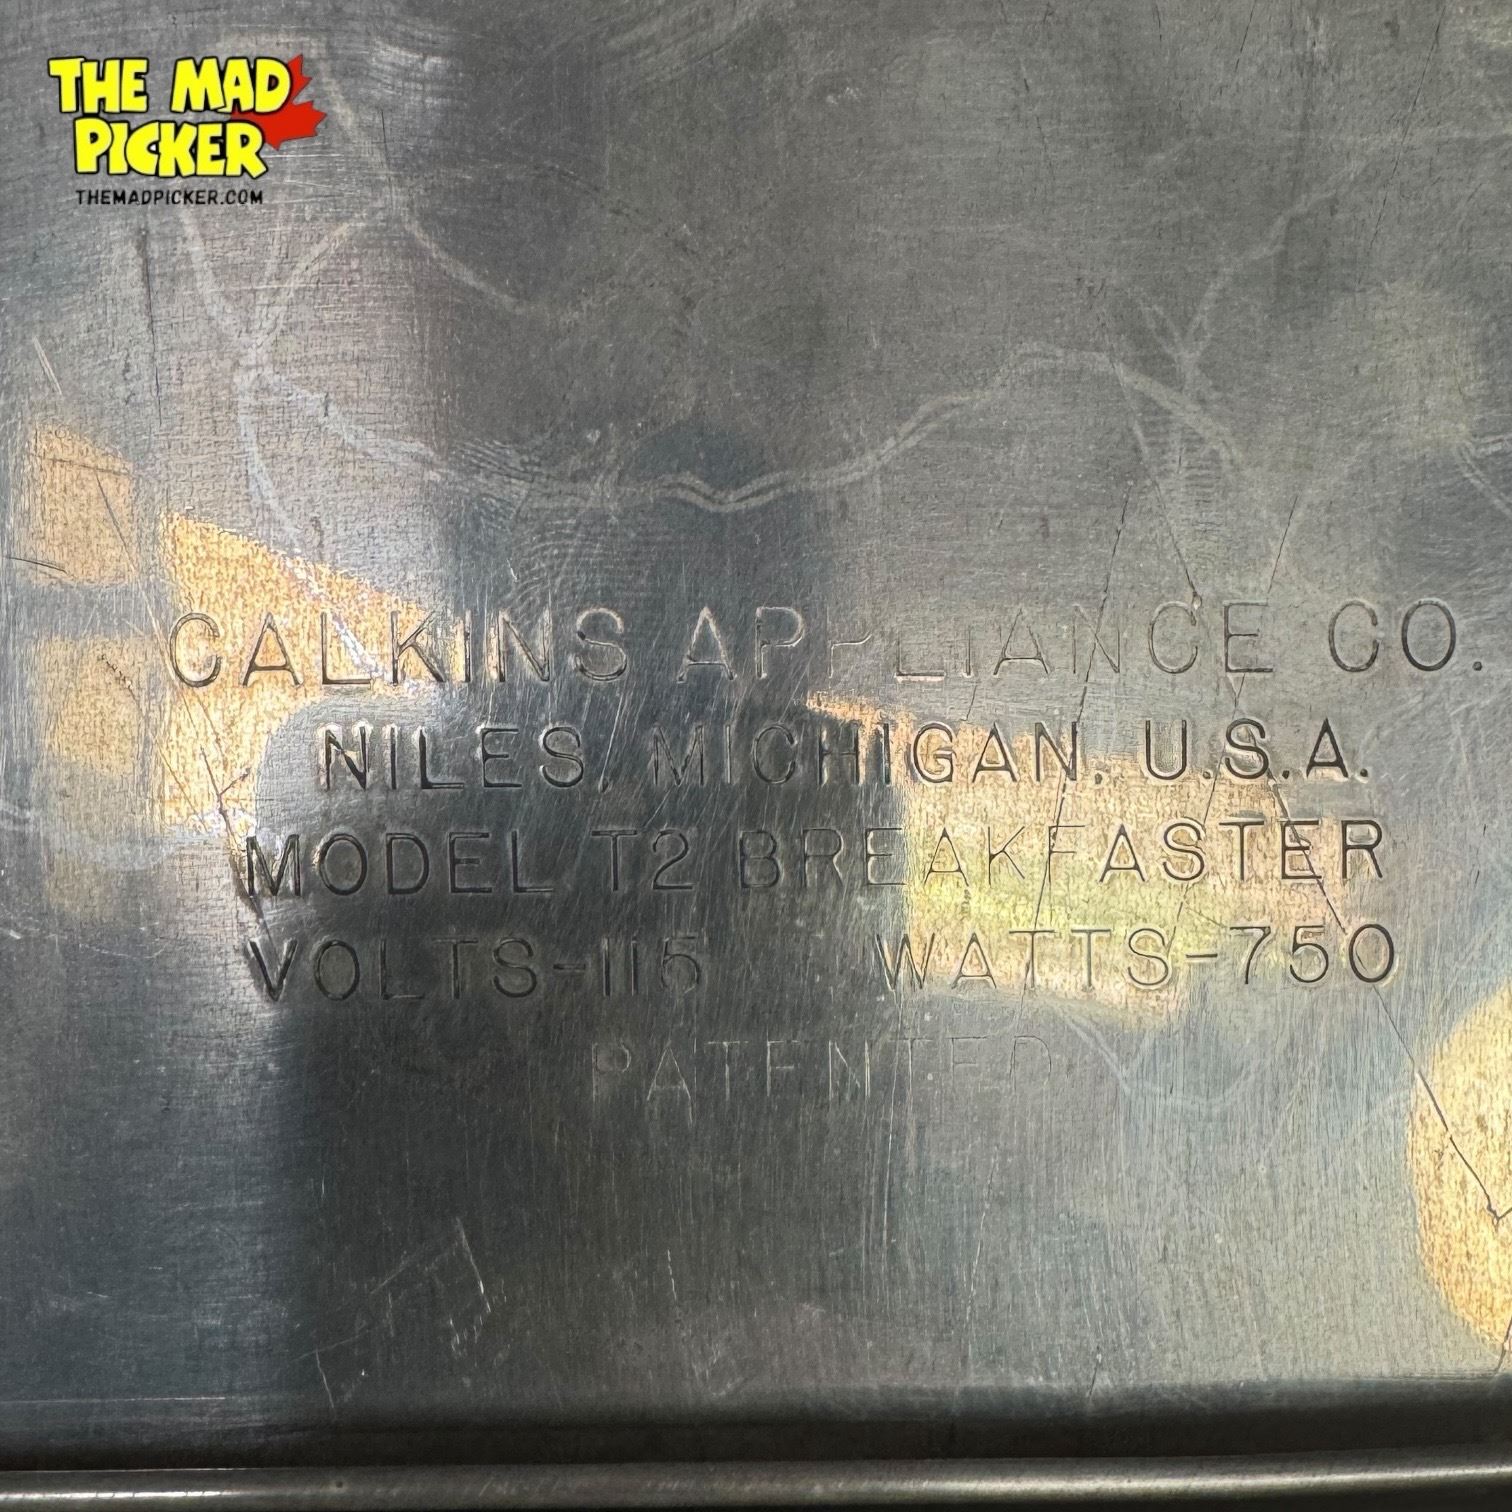 THE MAD
PICKER
THEMADPICKER.COM
CALKINS APPLIANCE CO.
NILES, MICHIGAN, U.S.A.
MODEL T2 BREAKFASTER
VOLTS-115 WATTS-750
PATENTED